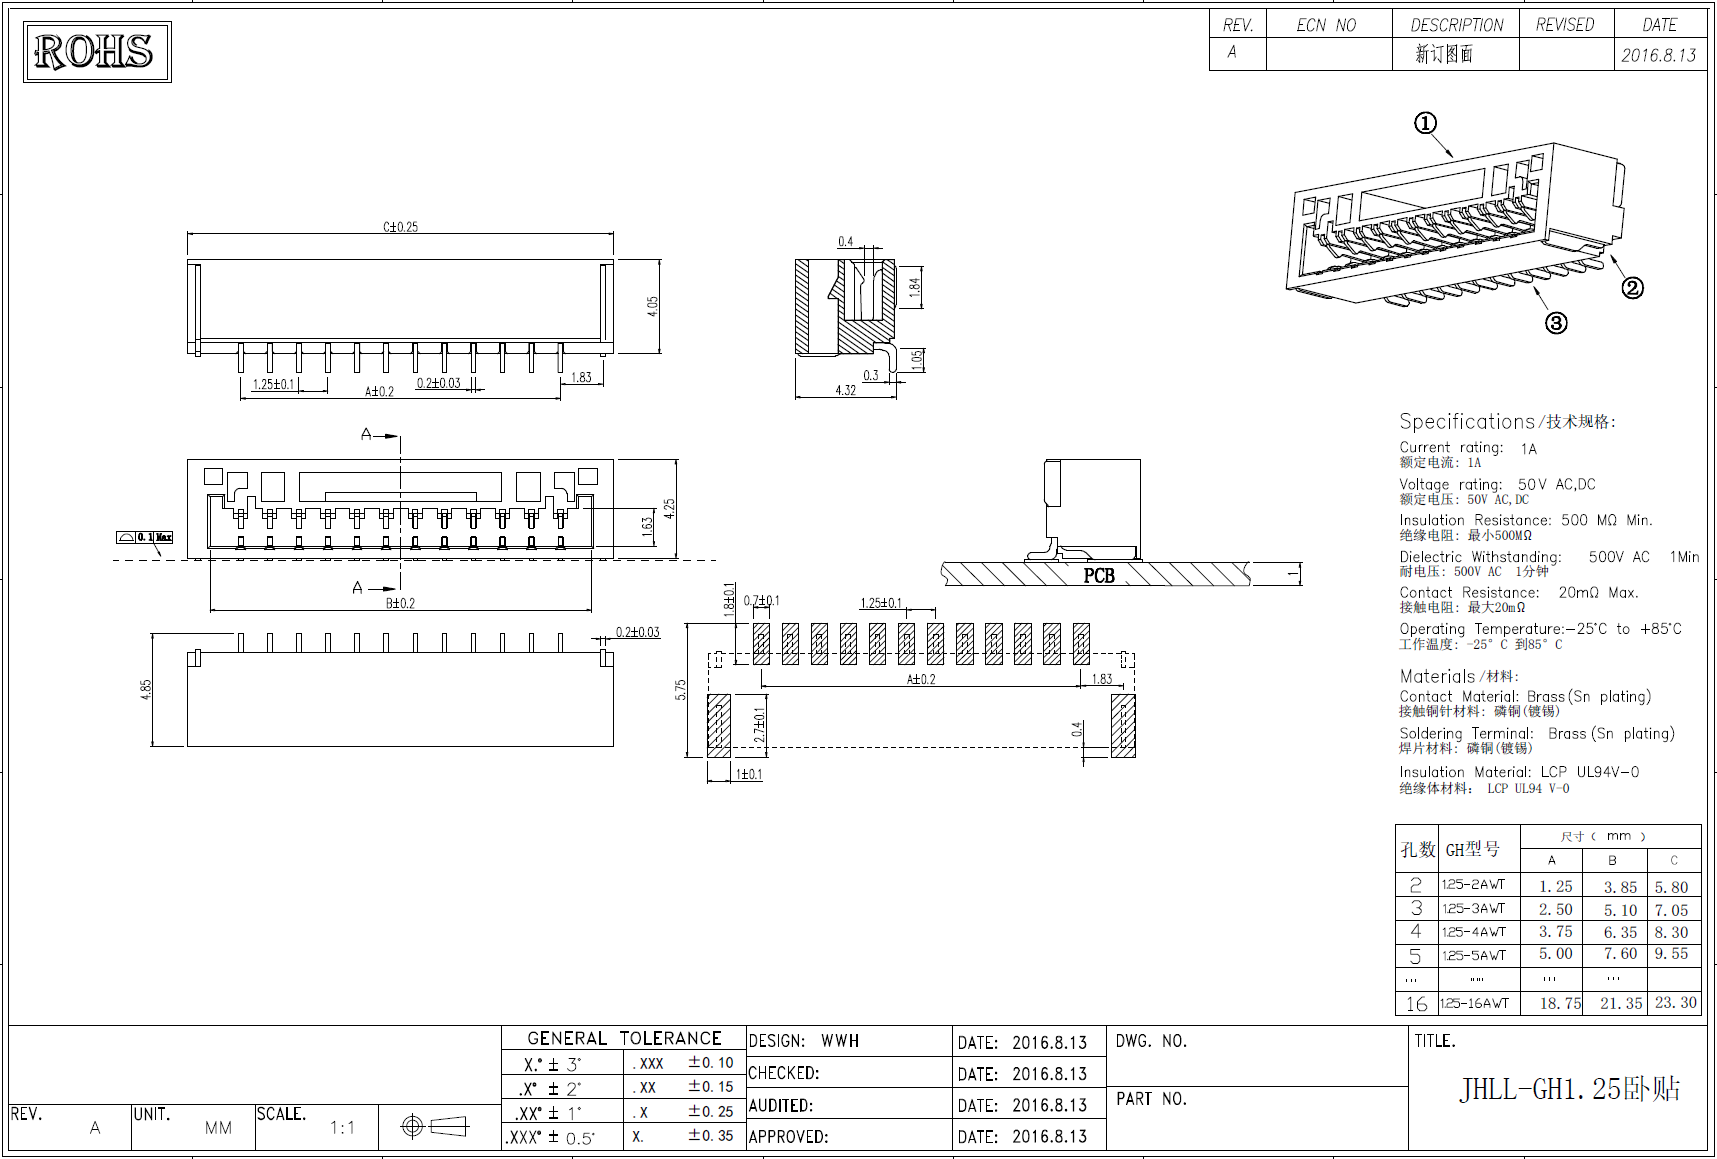 ROHS
REV. ECN NO DESCRIPTION REVISED DATE
A 新订图面 2016.8.13
①
②
③
C±0.25
4.05
1.25±0.1
A±0.2
0.2±0.03
1.83
0.4
1.84
1.05
0.3
4.32
A
A
4.25
1.63
0.1 Max
B±0.2
PCB
1
0.2±0.03
4.85
1.8±0.1
0.7±0.1
1.25±0.1
5.75
A±0.2
1.83
2.7±0.1
0.4
1±0.1
Specifications/技术规格:
Current rating: 1A
额定电流: 1A
Voltage rating: 50V AC,DC
额定电压: 50V AC,DC
Insulation Resistance: 500 MΩ Min.
绝缘电阻: 最小500MΩ
Dielectric Withstanding: 500V AC 1Min
耐电压: 500V AC 1分钟
Contact Resistance: 20mΩ Max.
接触电阻: 最大20mΩ
Operating Temperature:-25°C to +85°C
工作温度: -25° C 到85° C
Materials/材料:
Contact Material: Brass(Sn plating)
接触铜针材料: 磷铜(镀锡)
Soldering Terminal: Brass(Sn plating)
焊片材料: 磷铜(镀锡)
Insulation Material: LCP UL94V-0
绝缘体材料: LCP UL94 V-0
孔数 GH型号 尺寸( mm )
A B C
2 1.25-2AWT 1.25 3.85 5.80
3 1.25-3AWT 2.50 5.10 7.05
4 1.25-4AWT 3.75 6.35 8.30
5 1.25-5AWT 5.00 7.60 9.55
... """ ... ...
16 1.25-16AWT 18.75 21.35 23.30
GENERAL TOLERANCE
X.° ± 3° .XXX ±0.10
.X° ± 2° .XX ±0.15
.XX° ± 1° .X ±0.25
.XXX° ± 0.5° X. ±0.35
DESIGN: WWH DATE: 2016.8.13
CHECKED: DATE: 2016.8.13
AUDITED: DATE: 2016.8.13
APPROVED: DATE: 2016.8.13
DWG. NO.
PART NO.
TITLE.
JHLL-GH1.25卧贴
REV. A
UNIT. MM
SCALE. 1:1